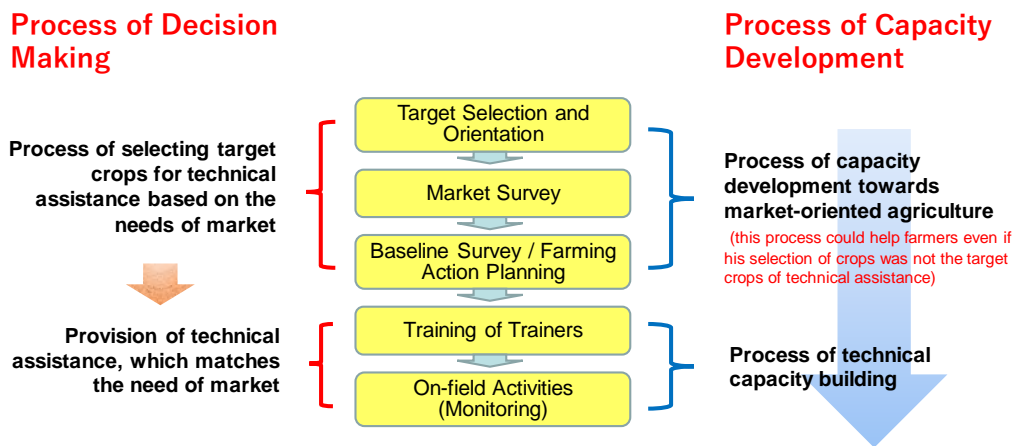 Process of Decision
Making
Process of selecting target
crops for technical
assistance based on the
needs of market
Provision of technical
assistance, which matches
the need of market
Target Selection and
Orientation
Market Survey
Baseline Survey / Farming
Action Planning
Training of Trainers
On-field Activities
(Monitoring)
Process of Capacity
Development
Process of capacity
development towards
market-oriented agriculture
(this process could help farmers even if
his selection of crops was not the target
crops of technical assistance)
Process of technical
capacity building